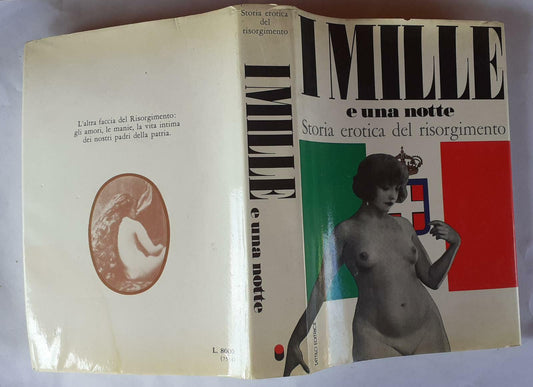 L'altra faccia del Risorgimento:
gli amori, le manie, la vita intima
dei nostri padri della patria.
L. 8000
Storia erotica
del
risorgimento
I MILLE
e una notte
I MILLE
e una notte
Storia erotica del risorgimento